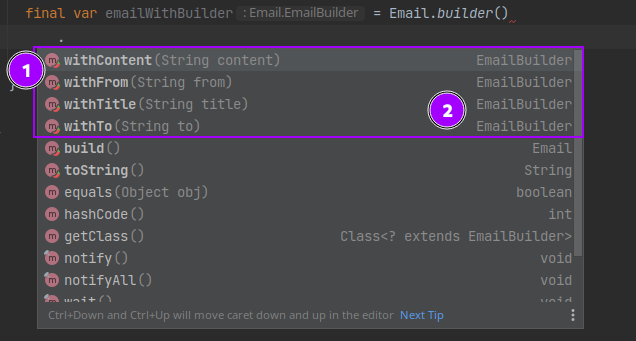 final var emailWithBuilder : Email.EmailBuilder = Email.builder()
.
1
withContent(String content) EmailBuilder
withFrom(String from) EmailBuilder
withTitle(String title) EmailBuilder
2
withTo(String to) EmailBuilder
}
build() Email
toString() String
equals(Object obj) boolean
hashCode() int
getClass() Class<? extends EmailBuilder>
notify() void
notifyAll() void
wait() void
Ctrl+Down and Ctrl+Up will move caret down and up in the editor Next Tip